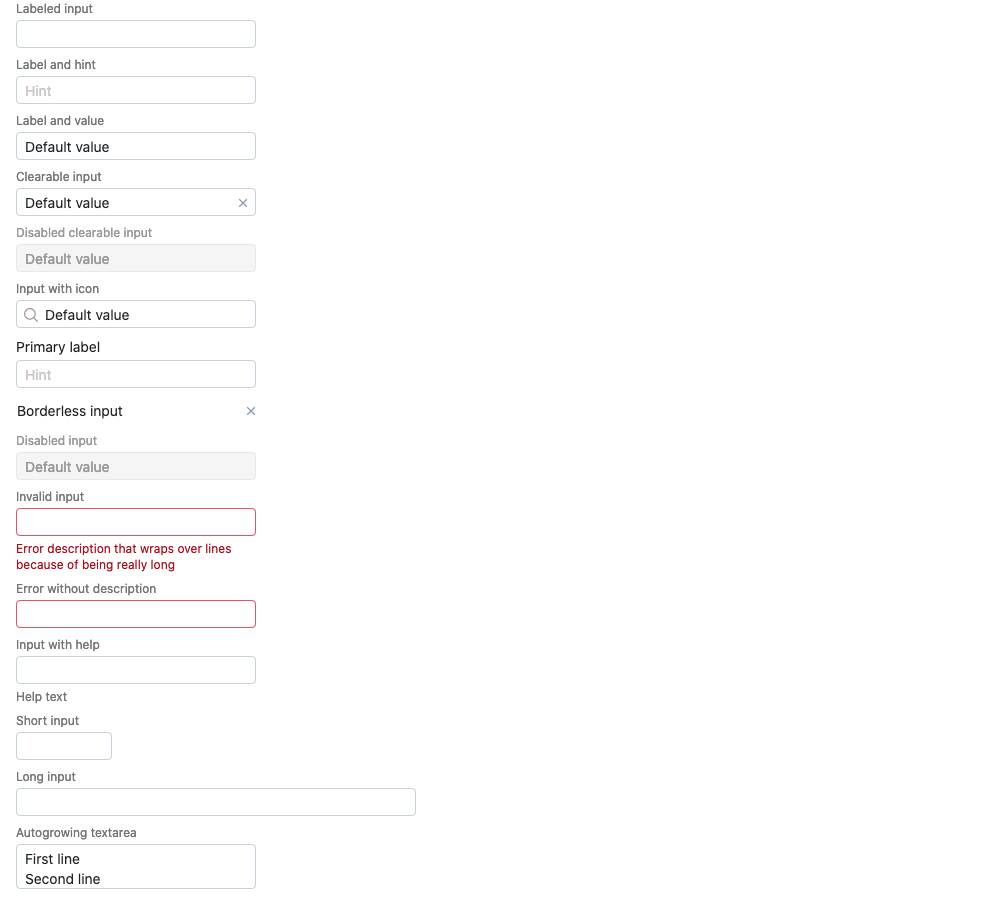 Labeled input
Label and hint
Hint
Label and value
Default value
Clearable input
Default value
Disabled clearable input
Default value
Input with icon
Default value
Primary label
Hint
Borderless input
Disabled input
Default value
Invalid input
Error description that wraps over lines
because of being really long
Error without description
Input with help
Help text
Short input
Long input
Autogrowing textarea
First line
Second line